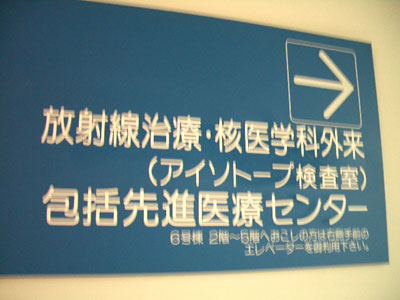 放射線治療・核医学科外来
(アイソトープ検査室)
包括先進医療センター
6号棟 2階〜5階へおこしの方は右側手前の
エレベーターを御利用下さい。